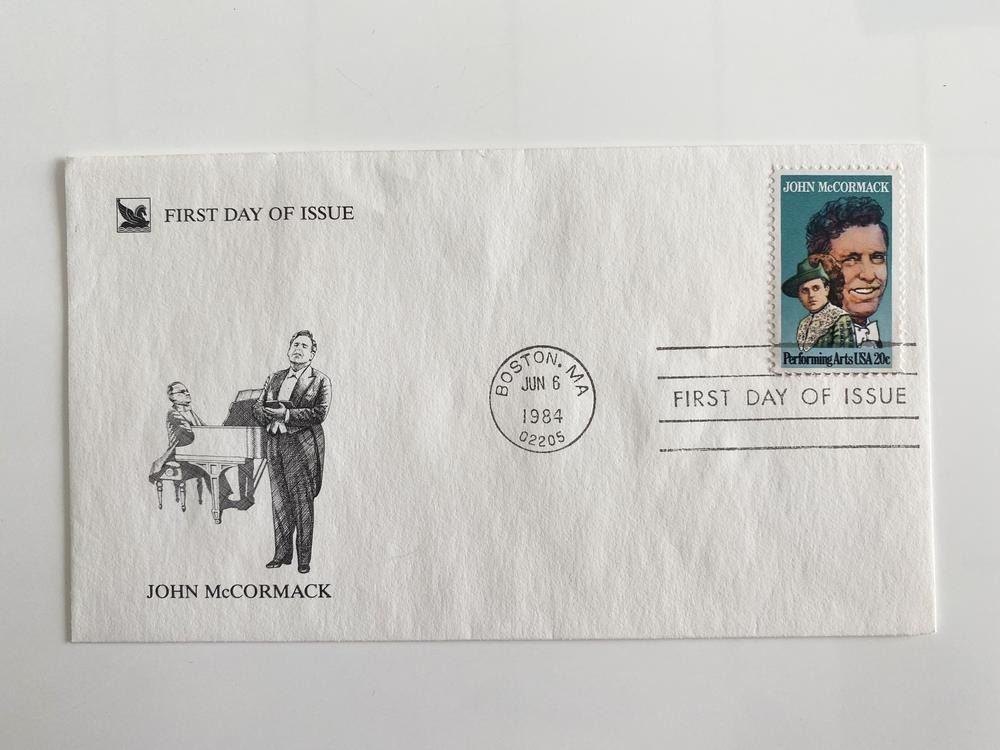 FIRST DAY OF ISSUE
JOHN McCORMACK
Performing Arts USA 20c
BOSTON, MA
JUN 6
1984
02205
FIRST DAY OF ISSUE
JOHN McCORMACK